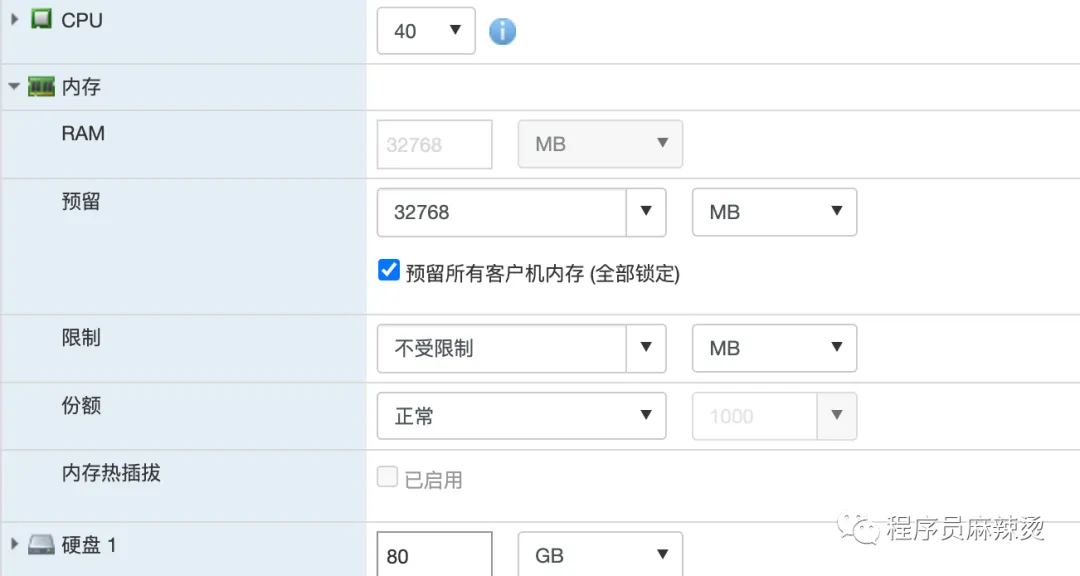 CPU 40
内存
RAM 32768 MB
预留 32768 MB
预留所有客户机内存 (全部锁定)
限制 不受限制 MB
份额 正常 1000
内存热插拔 已启用
程序员麻辣烫
硬盘 1 80 GB